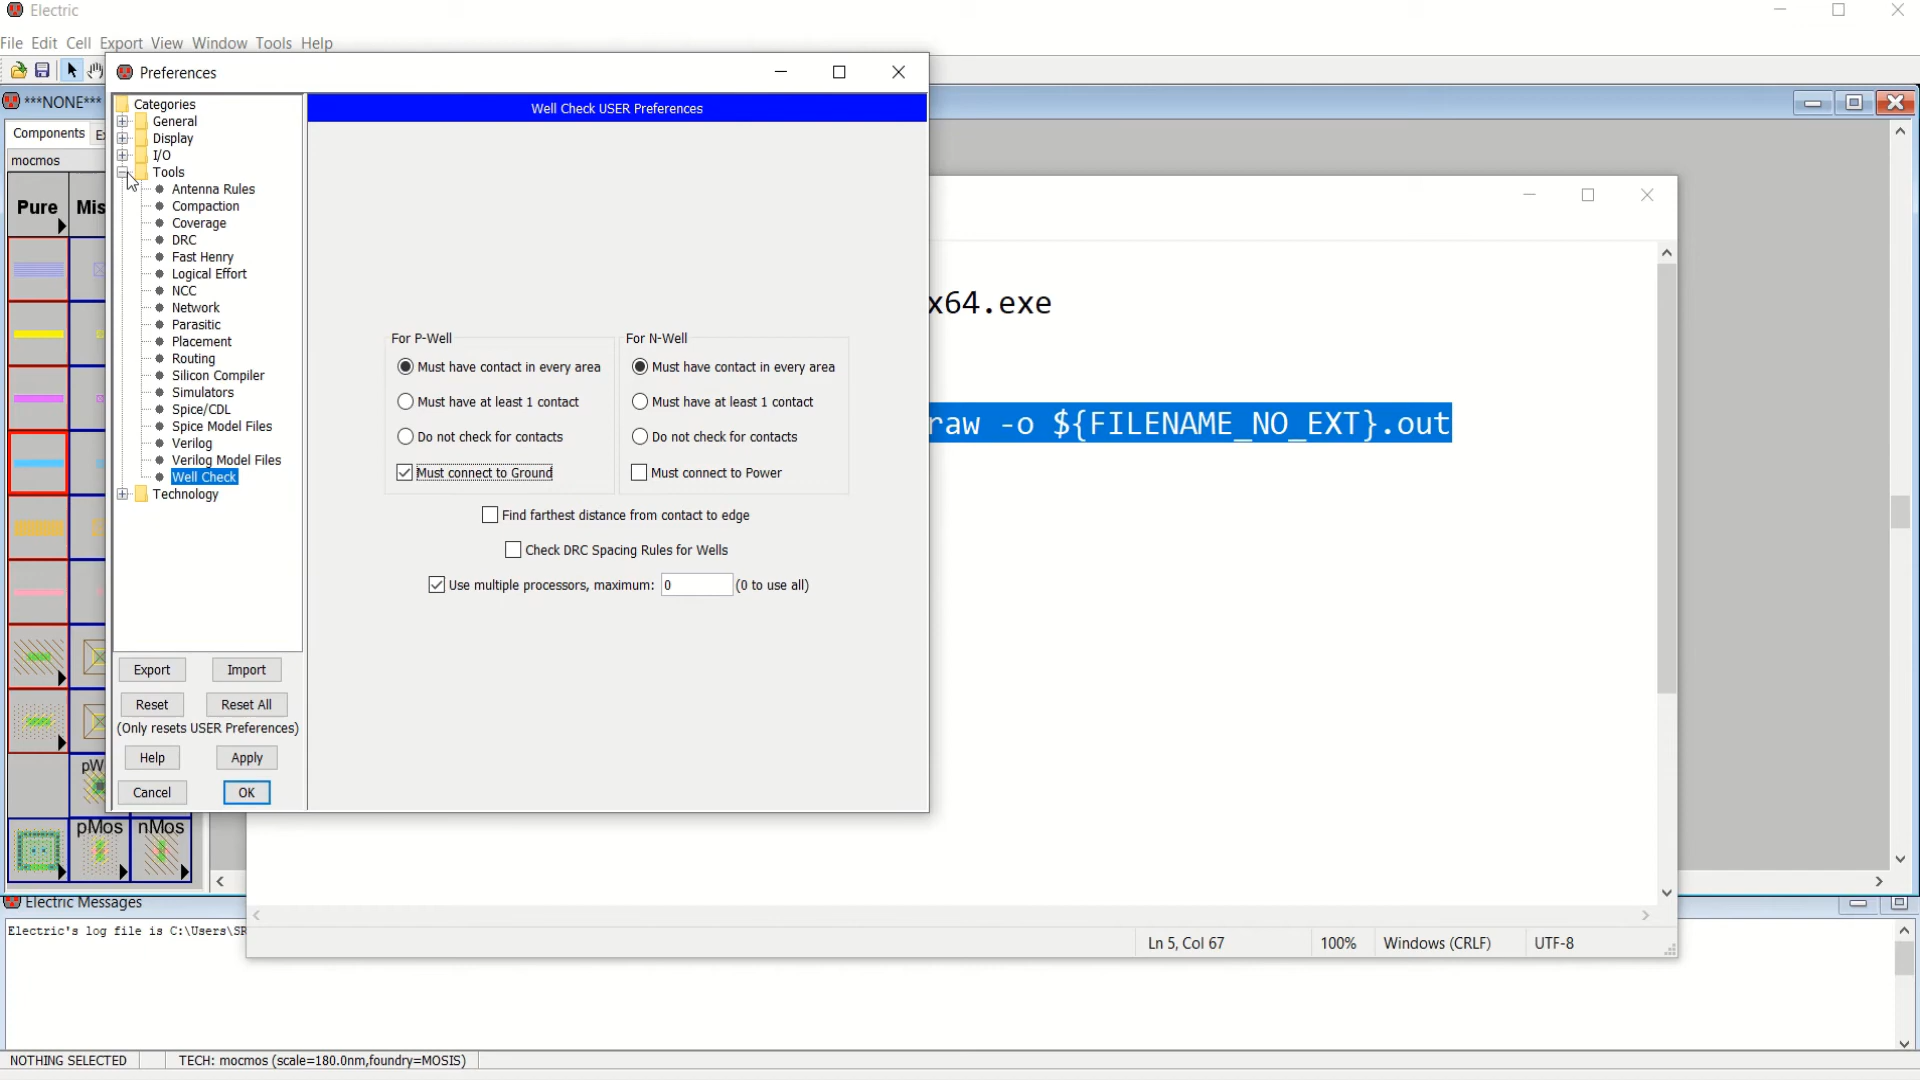 Electric
File Edit Cell Export View Window Tools Help
***NONE***
Components
mocmos
Pure
Mis
pW
pMos
nMos
Preferences
Categories
General
Display
I/O
Tools
Antenna Rules
Compaction
Coverage
DRC
Fast Henry
Logical Effort
NCC
Network
Parasitic
Placement
Routing
Silicon Compiler
Simulators
Spice/CDL
Spice Model Files
Verilog
Verilog Model Files
Well Check
Technology
Export Import
Reset Reset All
(Only resets USER Preferences)
Help Apply
Cancel OK
Well Check USER Preferences
For P-Well
Must have contact in every area
Must have at least 1 contact
Do not check for contacts
Must connect to Ground
For N-Well
Must have contact in every area
Must have at least 1 contact
Do not check for contacts
Must connect to Power
Find farthest distance from contact to edge
Check DRC Spacing Rules for Wells
Use multiple processors, maximum: 0 (0 to use all)
x64.exe
raw -o ${FILENAME_NO_EXT}.out
Ln 5, Col 67 100% Windows (CRLF) UTF-8
Electric Messages
Electric's log file is C:\Users\SR
NOTHING SELECTED TECH: mocmos (scale=180.0nm,foundry=MOSIS)